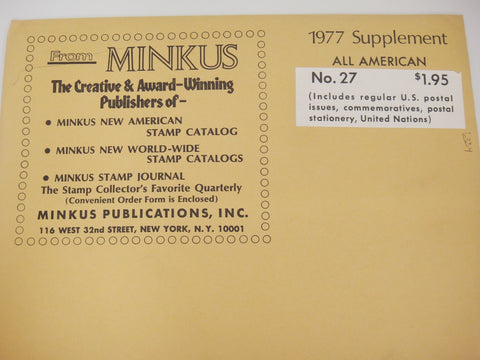 From MINKUS
The Creative & Award-Winning
Publishers of-
• MINKUS NEW AMERICAN
STAMP CATALOG
• MINKUS NEW WORLD-WIDE
STAMP CATALOGS
• MINKUS STAMP JOURNAL
The Stamp Collector's Favorite Quarterly
(Convenient Order Form is Enclosed)
MINKUS PUBLICATIONS, INC.
116 WEST 32nd STREET, NEW YORK, N.Y. 10001
1977 Supplement
ALL AMERICAN
No. 27 $1.95
(Includes regular U.S. postal
issues, commemoratives, postal
stationery, United Nations)